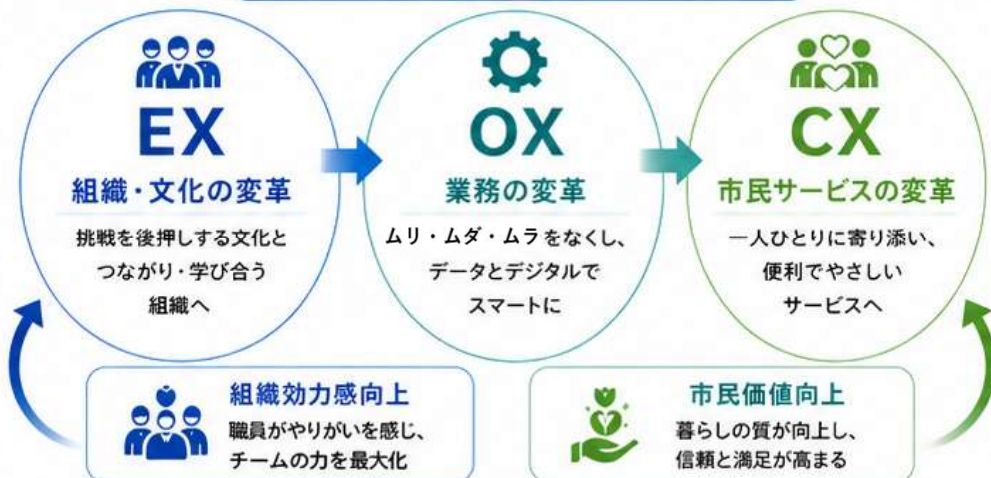 EX
組織・文化の変革
挑戦を後押しする文化と
つながり・学び合う
組織へ
OX
業務の変革
ムリ・ムダ・ムラをなくし、
データとデジタルで
スマートに
CX
市民サービスの変革
一人ひとりに寄り添い、
便利でやさしい
サービスへ
組織効力感向上
職員がやりがいを感じ、
チームの力を最大化
市民価値向上
暮らしの質が向上し、
信頼と満足が高まる